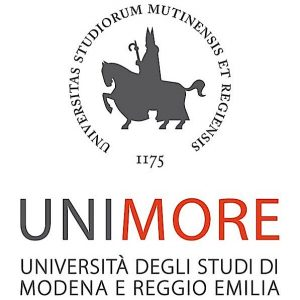 UNIVERSITAS STUDIORUM MUTINENSIS ET REGIENSIS
1175
UNIMORE
UNIVERSITÀ DEGLI STUDI DI
MODENA E REGGIO EMILIA